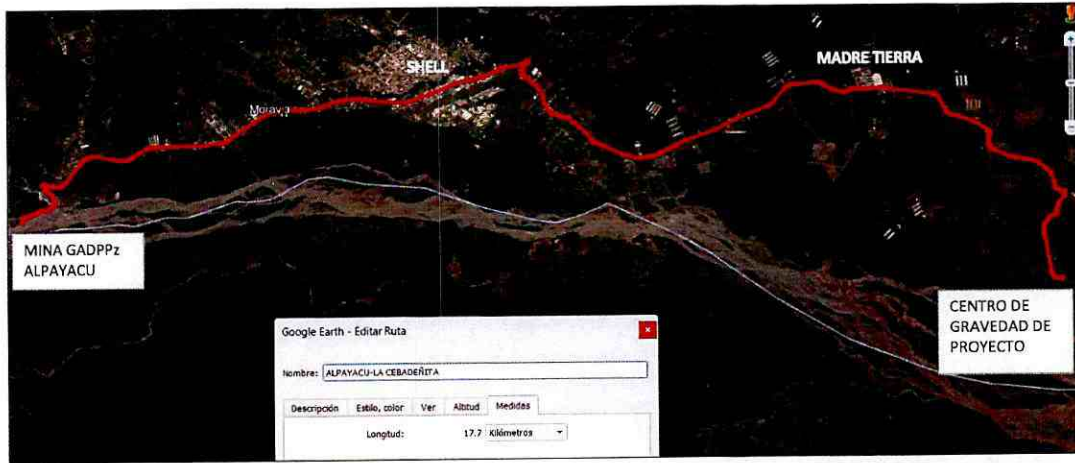 SHELL
MADRE TIERRA
Moravia
MINA GADPPz
ALPAYACU
CENTRO DE
GRAVEDAD DE
PROYECTO
Google Earth - Editar Ruta
Nombre: ALPAYACU-LA CEBADEÑITA
Descripción Estilo, color Ver Altitud Medidas
Longitud: 17.7 Kilómetros